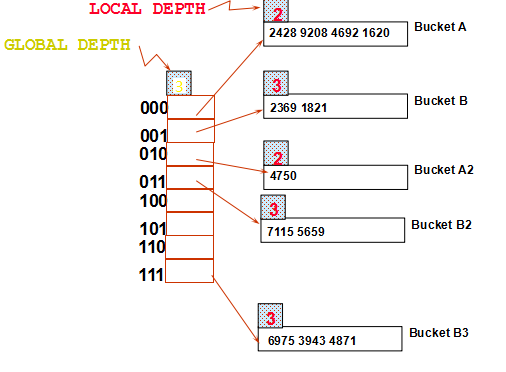 LOCAL DEPTH
2
2428 9208 4692 1620
Bucket A
GLOBAL DEPTH
3
3
2369 1821
Bucket B
000
001
010
011
100
101
110
111
2
4750
Bucket A2
3
7115 5659
Bucket B2
3
6975 3943 4871
Bucket B3